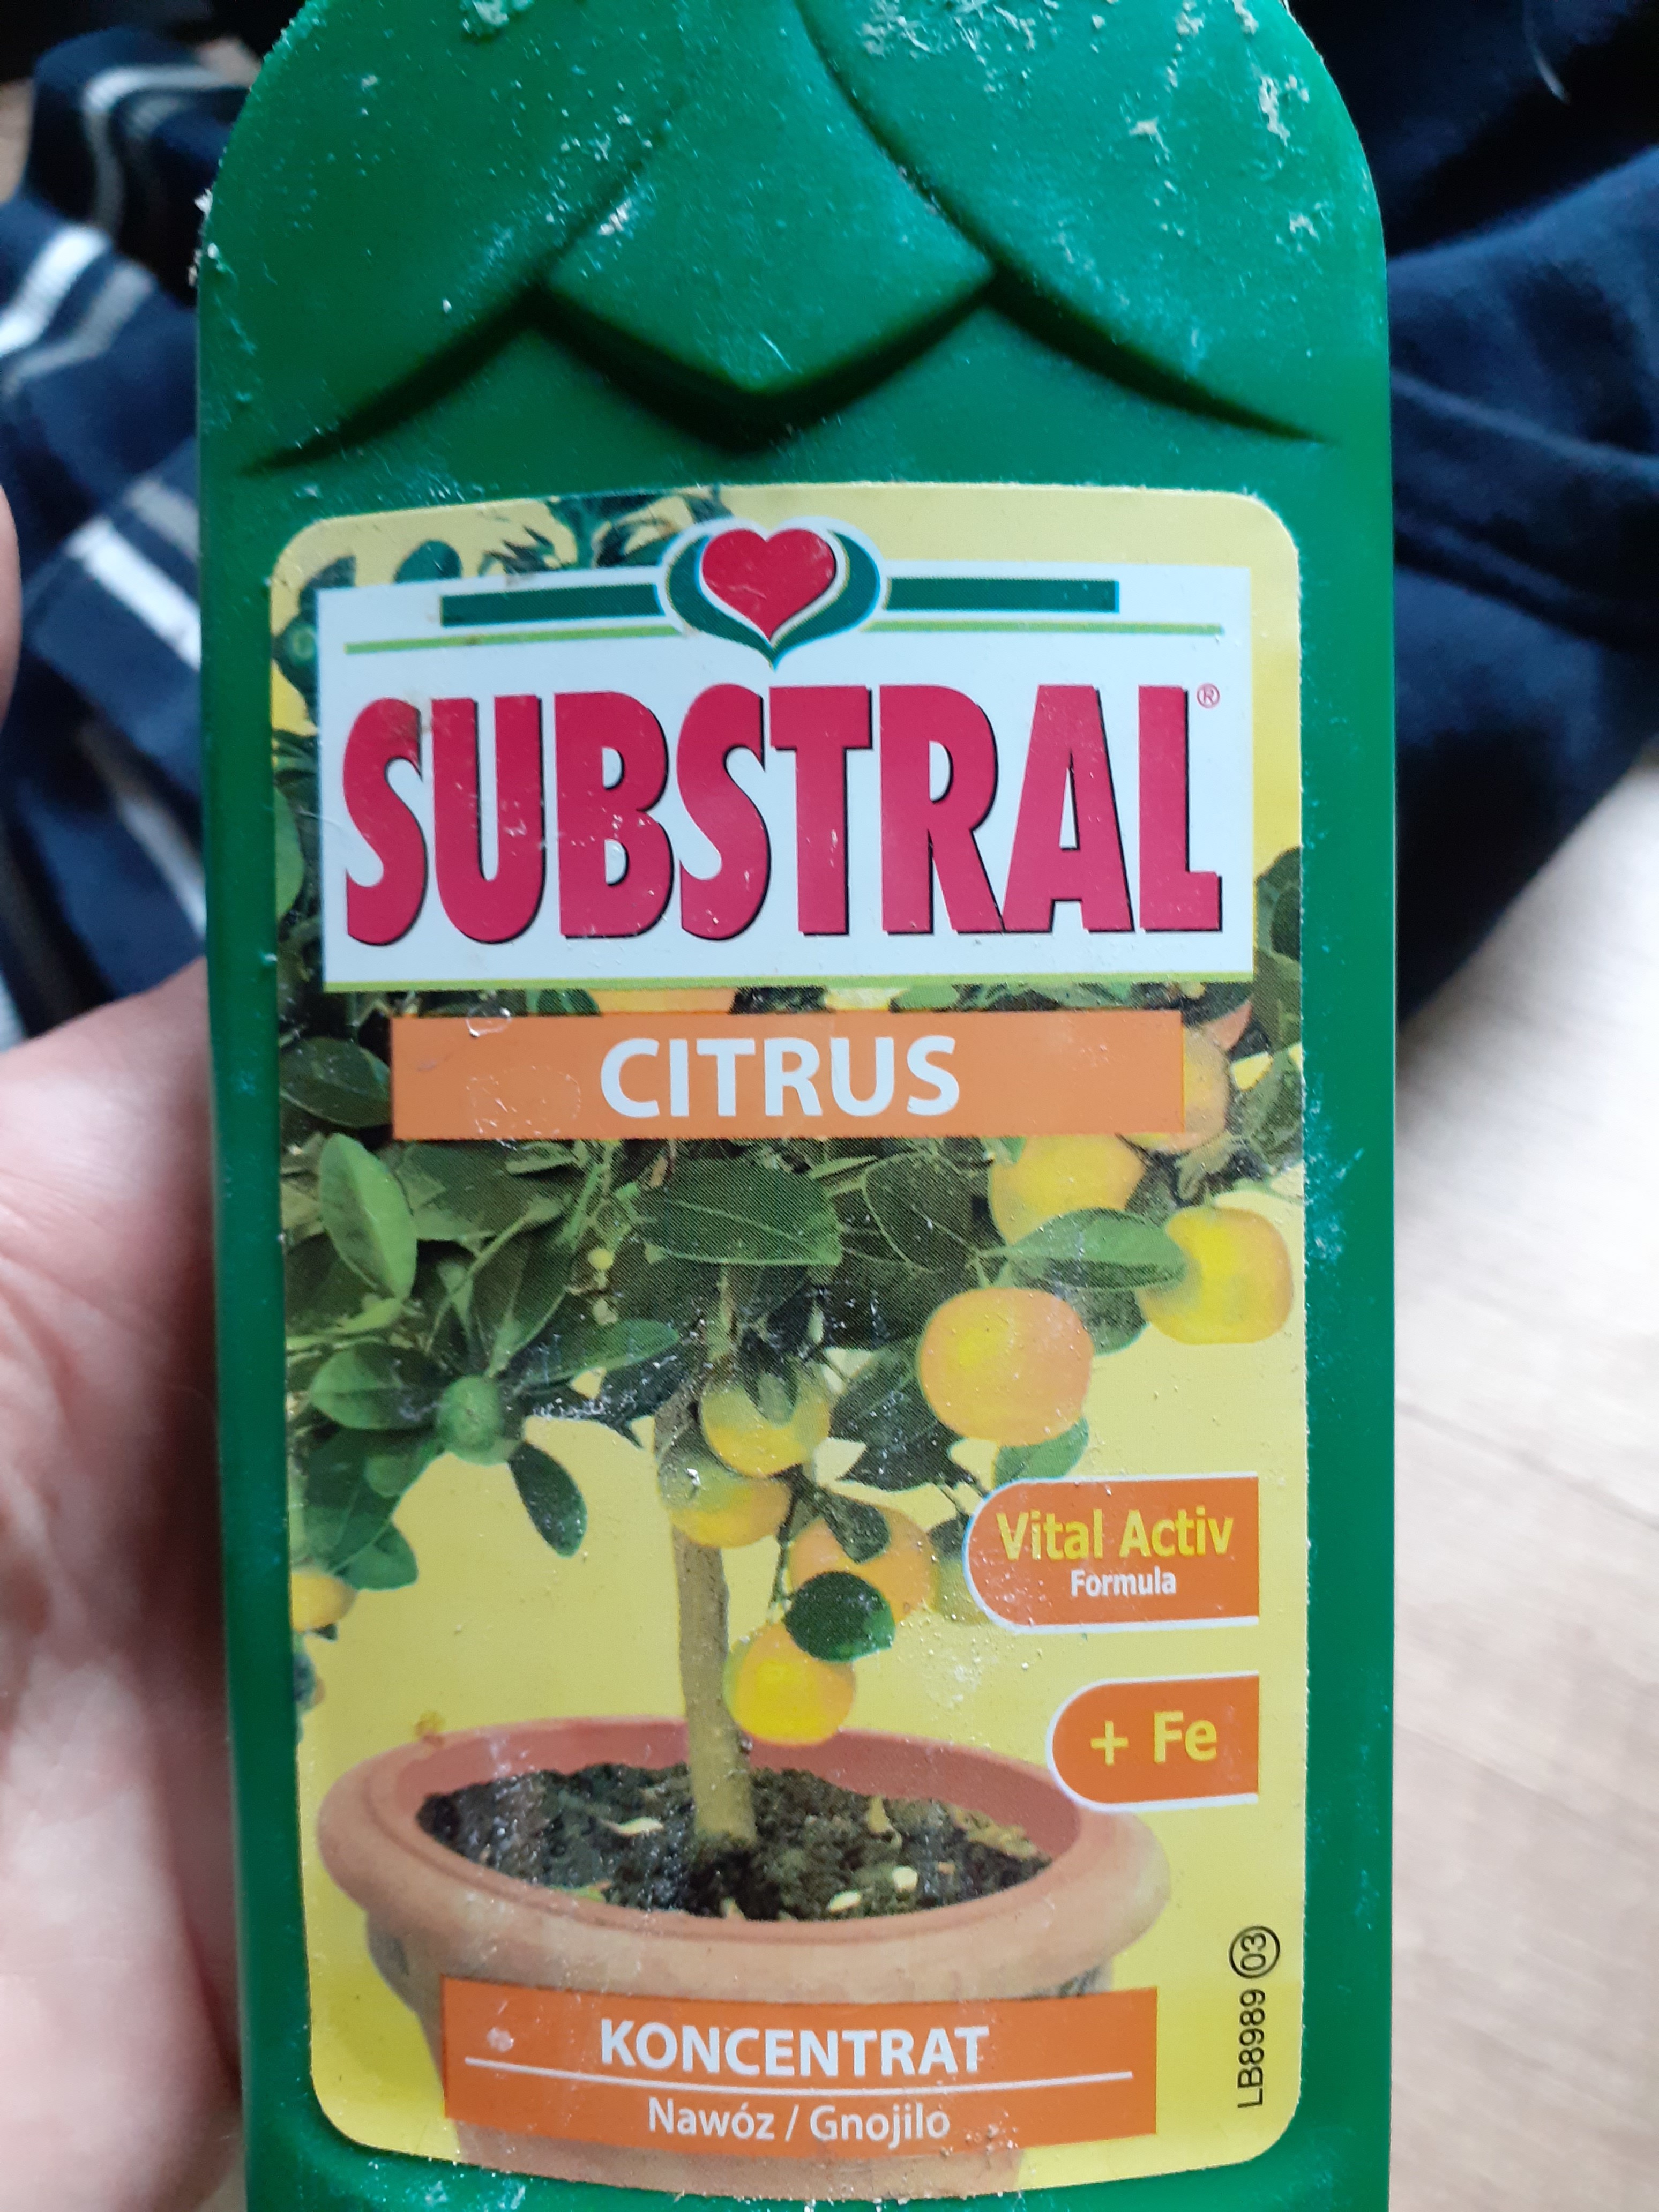 SUBSTRAL®
CITRUS
Vital Activ
Formula
+ Fe
KONCENTRAT
Nawóz / Gnojilo
LB8989 03